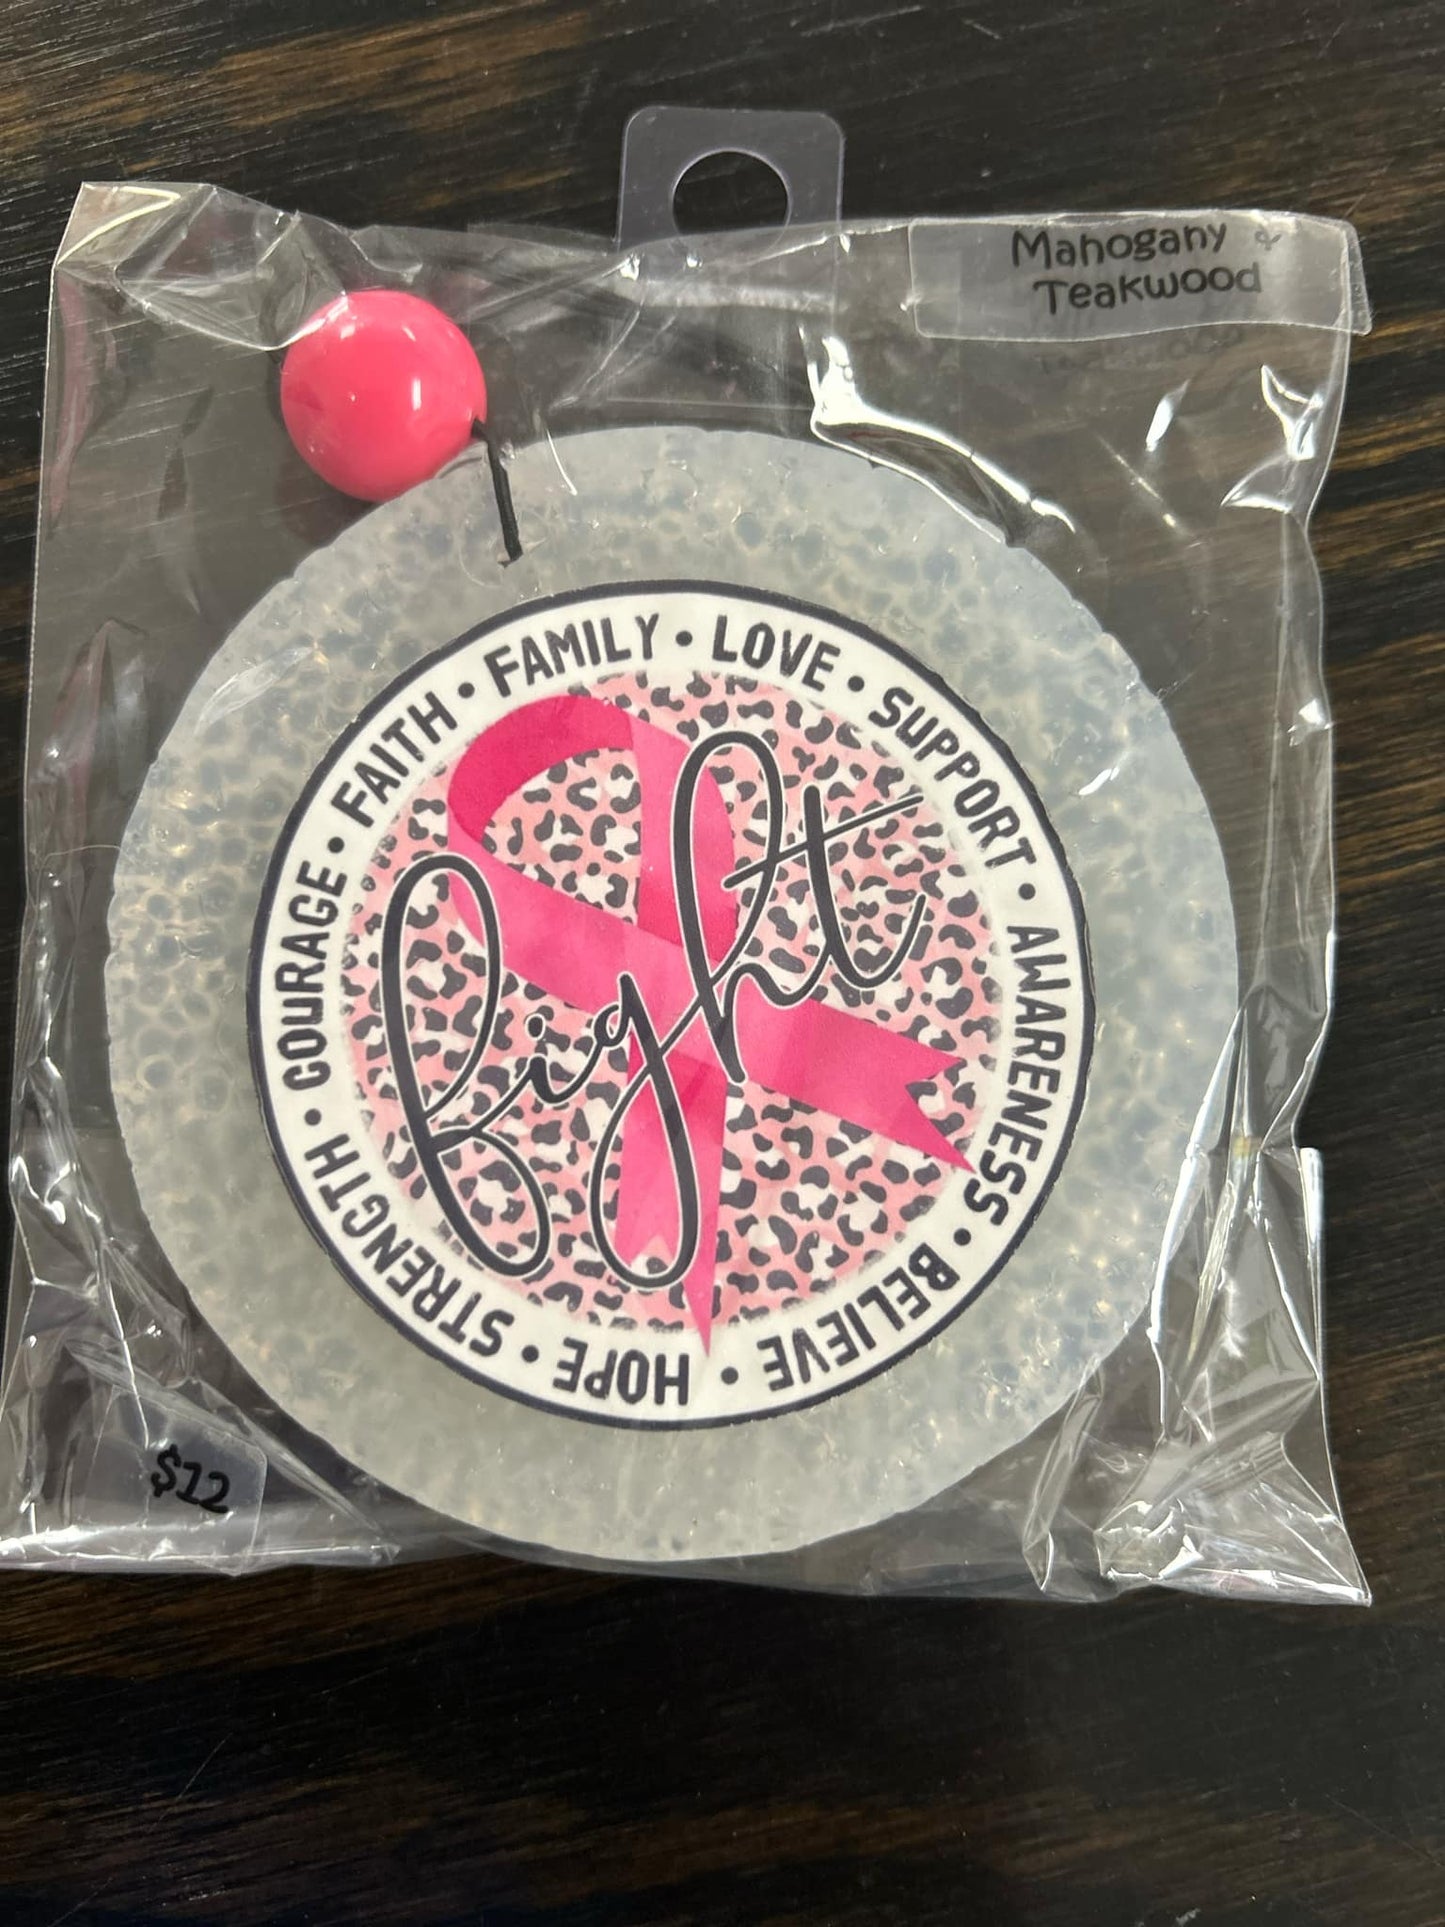 Mahogany &
Teakwood
FAITH • FAMILY • LOVE • SUPPORT • AWARENESS • BELIEVE • HOPE • STRENGTH • COURAGE •
fight
$12